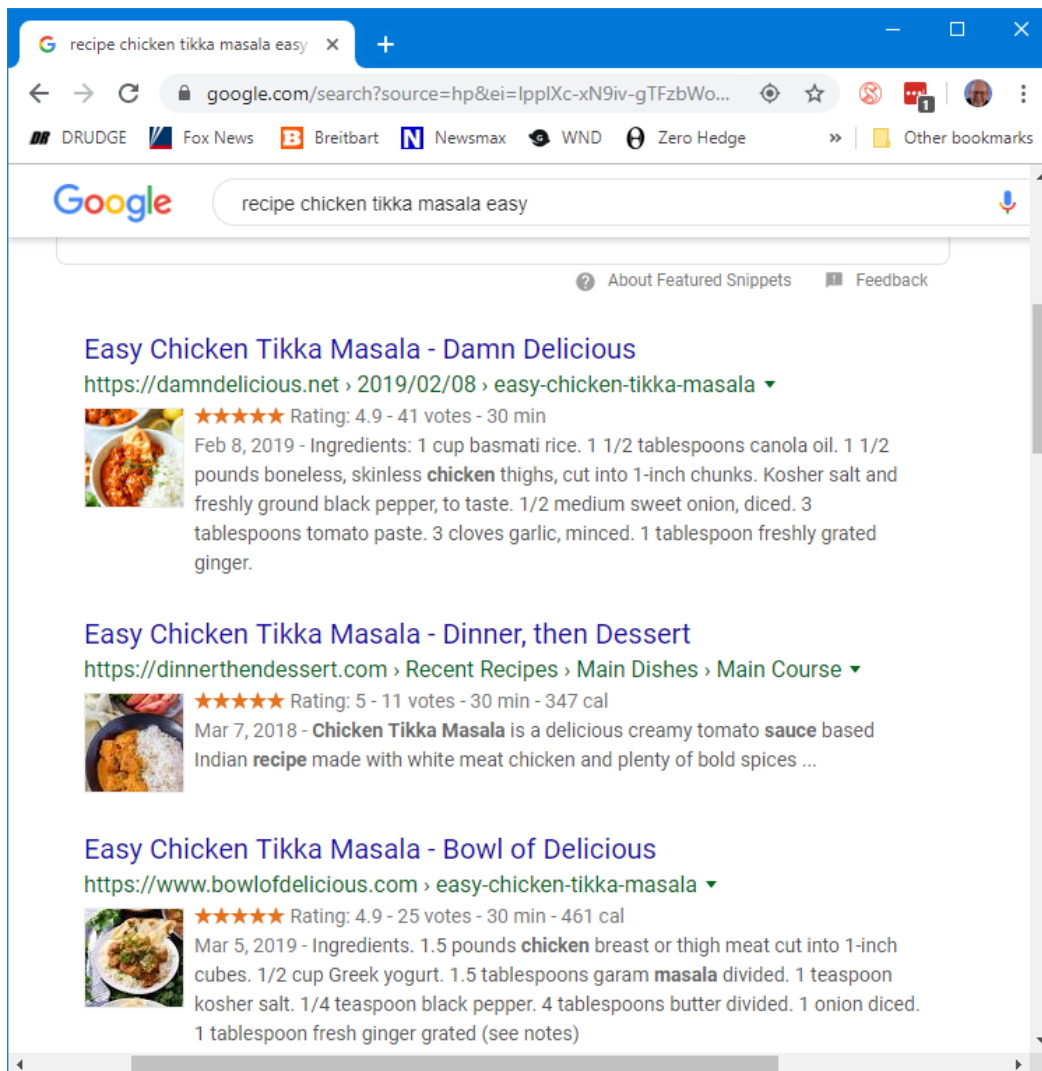 recipe chicken tikka masala easy
google.com/search?source=hp&ei=IppIXc-xN9iv-gTFzbWo...
1
DR DRUDGE Fox News B Breitbart N Newsmax WND Zero Hedge » Other bookmarks
Google recipe chicken tikka masala easy
About Featured Snippets Feedback
Easy Chicken Tikka Masala - Damn Delicious
https://damndelicious.net › 2019/02/08 › easy-chicken-tikka-masala
Rating: 4.9 - 41 votes - 30 min
Feb 8, 2019 - Ingredients: 1 cup basmati rice. 1 1/2 tablespoons canola oil. 1 1/2
pounds boneless, skinless chicken thighs, cut into 1-inch chunks. Kosher salt and
freshly ground black pepper, to taste. 1/2 medium sweet onion, diced. 3
tablespoons tomato paste. 3 cloves garlic, minced. 1 tablespoon freshly grated
ginger.
Easy Chicken Tikka Masala - Dinner, then Dessert
https://dinnerthendessert.com › Recent Recipes › Main Dishes › Main Course
Rating: 5 - 11 votes - 30 min - 347 cal
Mar 7, 2018 - Chicken Tikka Masala is a delicious creamy tomato sauce based
Indian recipe made with white meat chicken and plenty of bold spices ...
Easy Chicken Tikka Masala - Bowl of Delicious
https://www.bowlofdelicious.com › easy-chicken-tikka-masala
Rating: 4.9 - 25 votes - 30 min - 461 cal
Mar 5, 2019 - Ingredients. 1.5 pounds chicken breast or thigh meat cut into 1-inch
cubes. 1/2 cup Greek yogurt. 1.5 tablespoons garam masala divided. 1 teaspoon
kosher salt. 1/4 teaspoon black pepper. 4 tablespoons butter divided. 1 onion diced.
1 tablespoon fresh ginger grated (see notes)